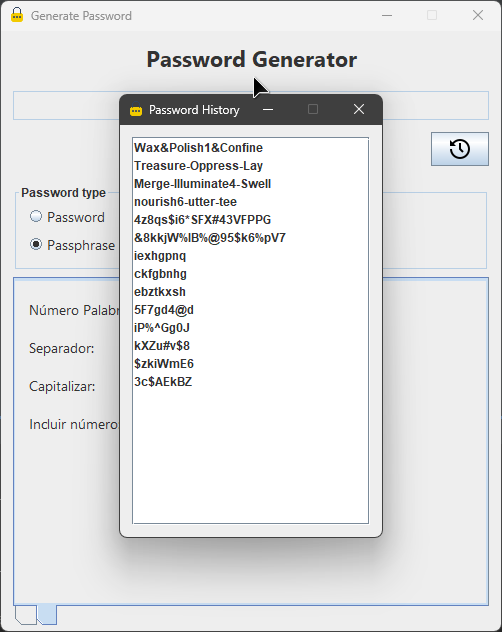 Generate Password
Password Generator
Password History
Wax&Polish1&Confine
Treasure-Oppress-Lay
Merge-Illuminate4-Swell
nourish6-utter-tee
4z8qs$i6*SFX#43VFPPG
&8kkjW%IB%@95$k6%pV7
iexhgpnq
ckfgbnhg
ebztkxsh
5F7gd4@d
iP%^Gg0J
kXZu#v$8
$zkiWmE6
3c$AEkBZ
Password type
Password
Passphrase
Número Palabr
Separador:
Capitalizar:
Incluir número